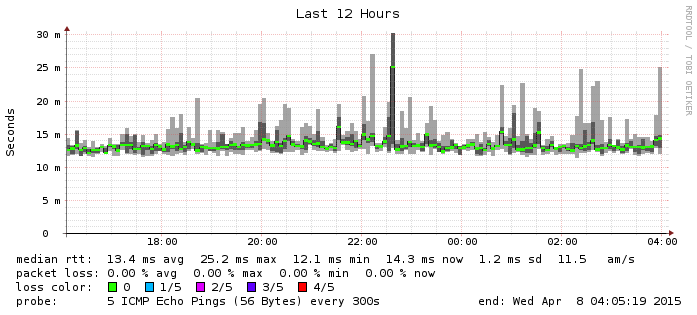 Last 12 Hours
RRDTOOL / TOBI OETIKER
Seconds
30 m
25 m
20 m
15 m
10 m
5 m
0
18:00 20:00 22:00 00:00 02:00 04:00
median rtt: 13.4 ms avg 25.2 ms max 12.1 ms min 14.3 ms now 1.2 ms sd 11.5 am/s
packet loss: 0.00 % avg 0.00 % max 0.00 % min 0.00 % now
loss color: 0 1/5 2/5 3/5 4/5
probe: 5 ICMP Echo Pings (56 Bytes) every 300s end: Wed Apr 8 04:05:19 2015